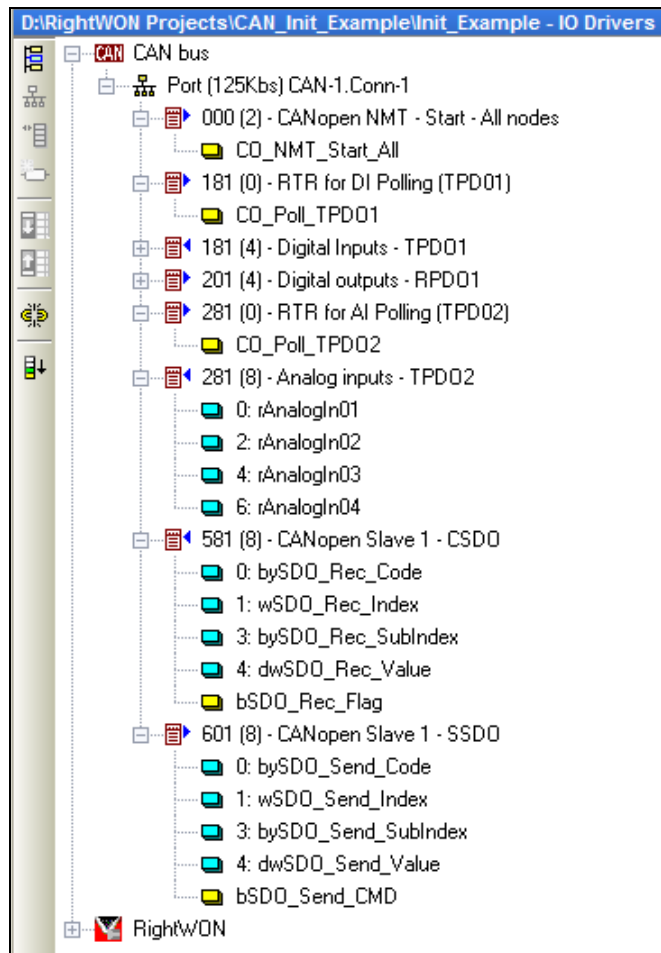 D:\RightWON Projects\CAN_Init_Example\Init_Example - IO Drivers
CAN CAN bus
Port (125Kbs) CAN-1.Conn-1
000 (2) - CANopen NMT - Start - All nodes
CO_NMT_Start_All
181 (0) - RTR for DI Polling (TPD01)
CO_Poll_TPDO1
181 (4) - Digital Inputs - TPDO1
201 (4) - Digital outputs - RPDO1
281 (0) - RTR for AI Polling (TPD02)
CO_Poll_TPDO2
281 (8) - Analog inputs - TPDO2
0: rAnalogIn01
2: rAnalogIn02
4: rAnalogIn03
6: rAnalogIn04
581 (8) - CANopen Slave 1 - CSDO
0: bySDO_Rec_Code
1: wSDO_Rec_Index
3: bySDO_Rec_SubIndex
4: dwSDO_Rec_Value
bSDO_Rec_Flag
601 (8) - CANopen Slave 1 - SSDO
0: bySDO_Send_Code
1: wSDO_Send_Index
3: bySDO_Send_SubIndex
4: dwSDO_Send_Value
bSDO_Send_CMD
RightWON